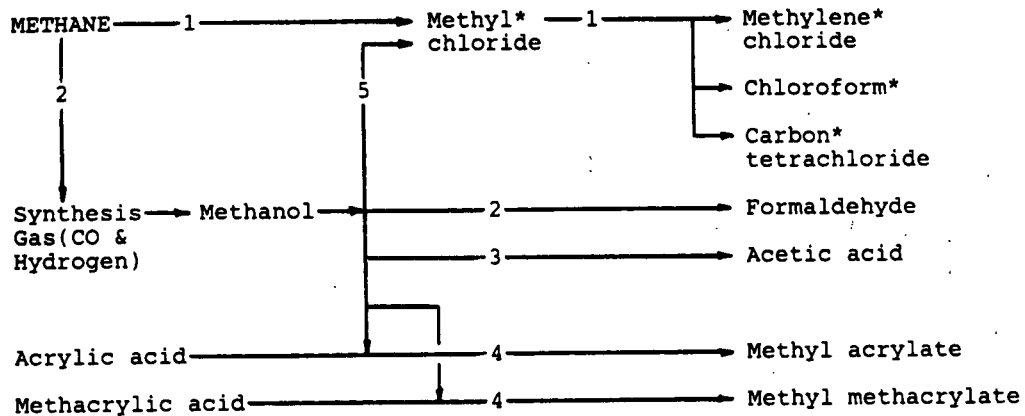 METHANE 1 Methyl* 1 Methylene*
chloride chloride
2 5 Chloroform*
Carbon*
tetrachloride
Synthesis Methanol 2 Formaldehyde
Gas(CO &
Hydrogen) 3 Acetic acid
Acrylic acid 4 Methyl acrylate
Methacrylic acid 4 Methyl methacrylate